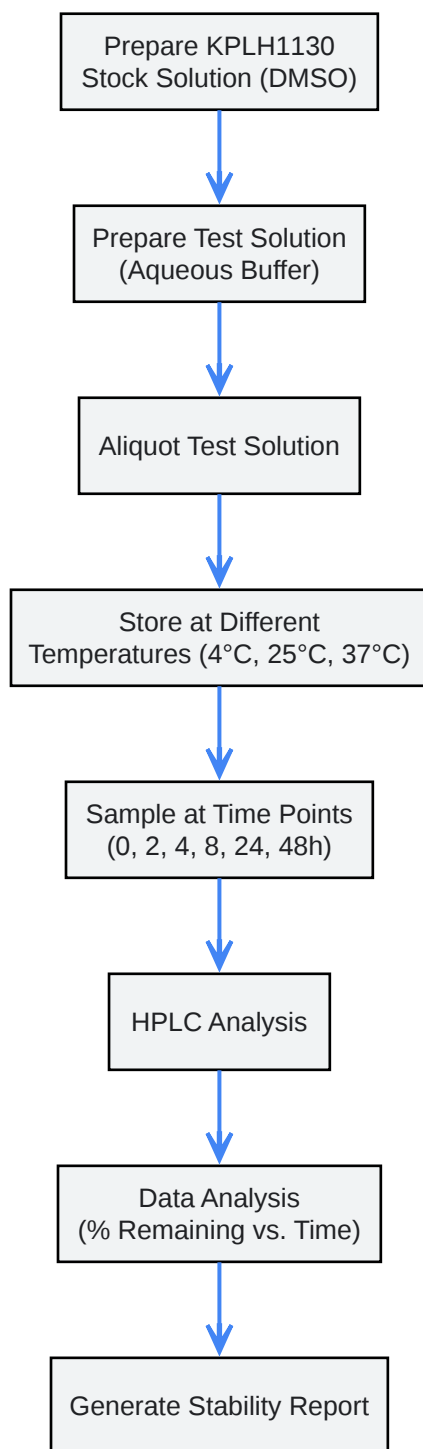 Prepare KPLH1130
Stock Solution (DMSO)
Prepare Test Solution
(Aqueous Buffer)
Aliquot Test Solution
Store at Different
Temperatures (4°C, 25°C, 37°C)
Sample at Time Points
(0, 2, 4, 8, 24, 48h)
HPLC Analysis
Data Analysis
(% Remaining vs. Time)
Generate Stability Report